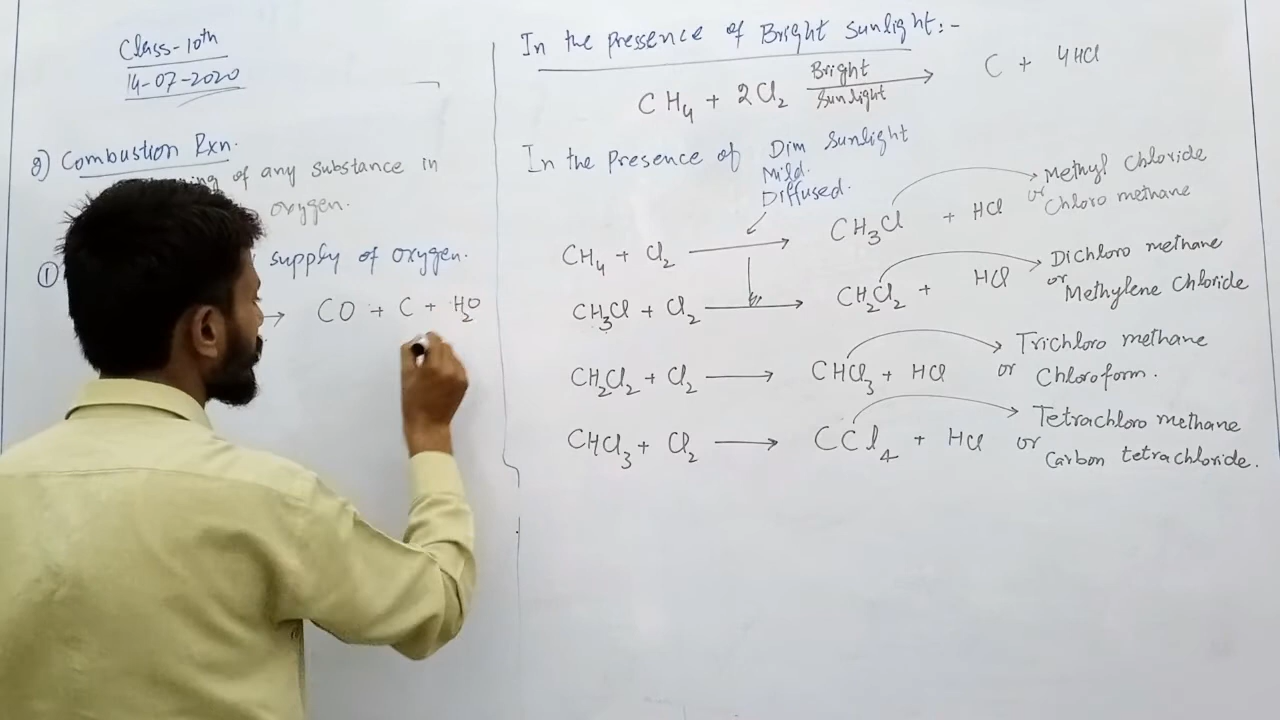 Class-10th
14-07-2020
8) Combustion Rxn.
of any substance in
oxygen.
① supply of oxygen.
→ CO + C + H₂O
In the pressence of Bright Sunlight:-
CH₄ + 2Cl₂ Bright Sunlight → C + 4HCl
In the Presence of Dim Sunlight
Mild.
Diffused.
CH₄ + Cl₂ → CH₃Cl + HCl
Methyl Chloride
or Chloro methane
CH₃Cl + Cl₂ → CH₂Cl₂ + HCl
Dichloro methane
or Methylene Chloride
CH₂Cl₂ + Cl₂ → CHCl₃ + HCl
Trichloro methane
or Chloroform.
CHCl₃ + Cl₂ → CCl₄ + HCl
Tetrachloro methane
or Carbon tetrachloride.